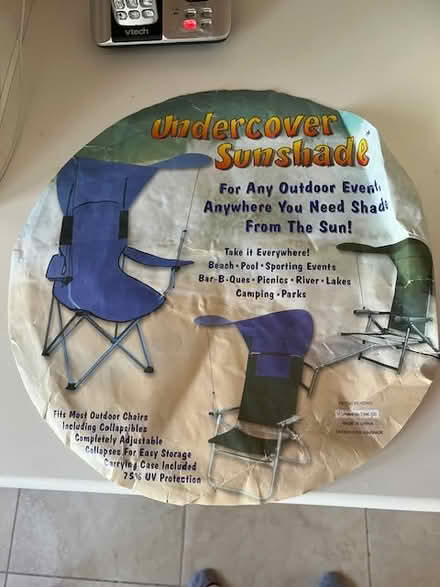 vtech
Undercover
Sunshade
For Any Outdoor Event,
Anywhere You Need Shade
From The Sun!
Take it Everywhere!
Beach • Pool • Sporting Events
Bar-B-Ques • Picnics • River • Lakes
Camping • Parks
Fits Most Outdoor Chairs
Including Collapsibles
Completely Adjustable
Collapses For Easy Storage
Carrying Case Included
75% UV Protection